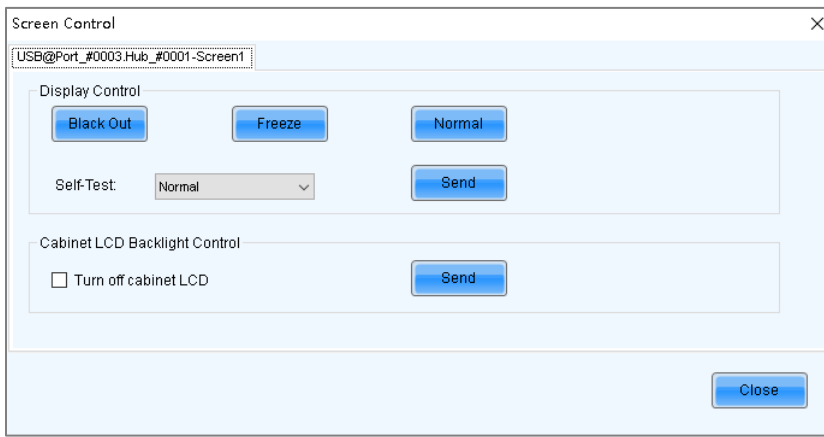 Screen Control
USB@Port_#0003.Hub_#0001-Screen1
Display Control
Black Out Freeze Normal
Self-Test: Normal Send
Cabinet LCD Backlight Control
Turn off cabinet LCD Send
Close